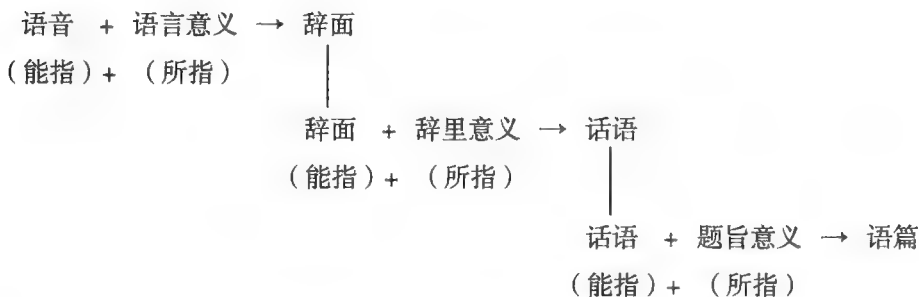 语音 + 语言意义 → 辞面
(能指)+ (所指)
辞面 + 辞里意义 → 话语
(能指)+ (所指)
话语 + 题旨意义 → 语篇
(能指)+ (所指)